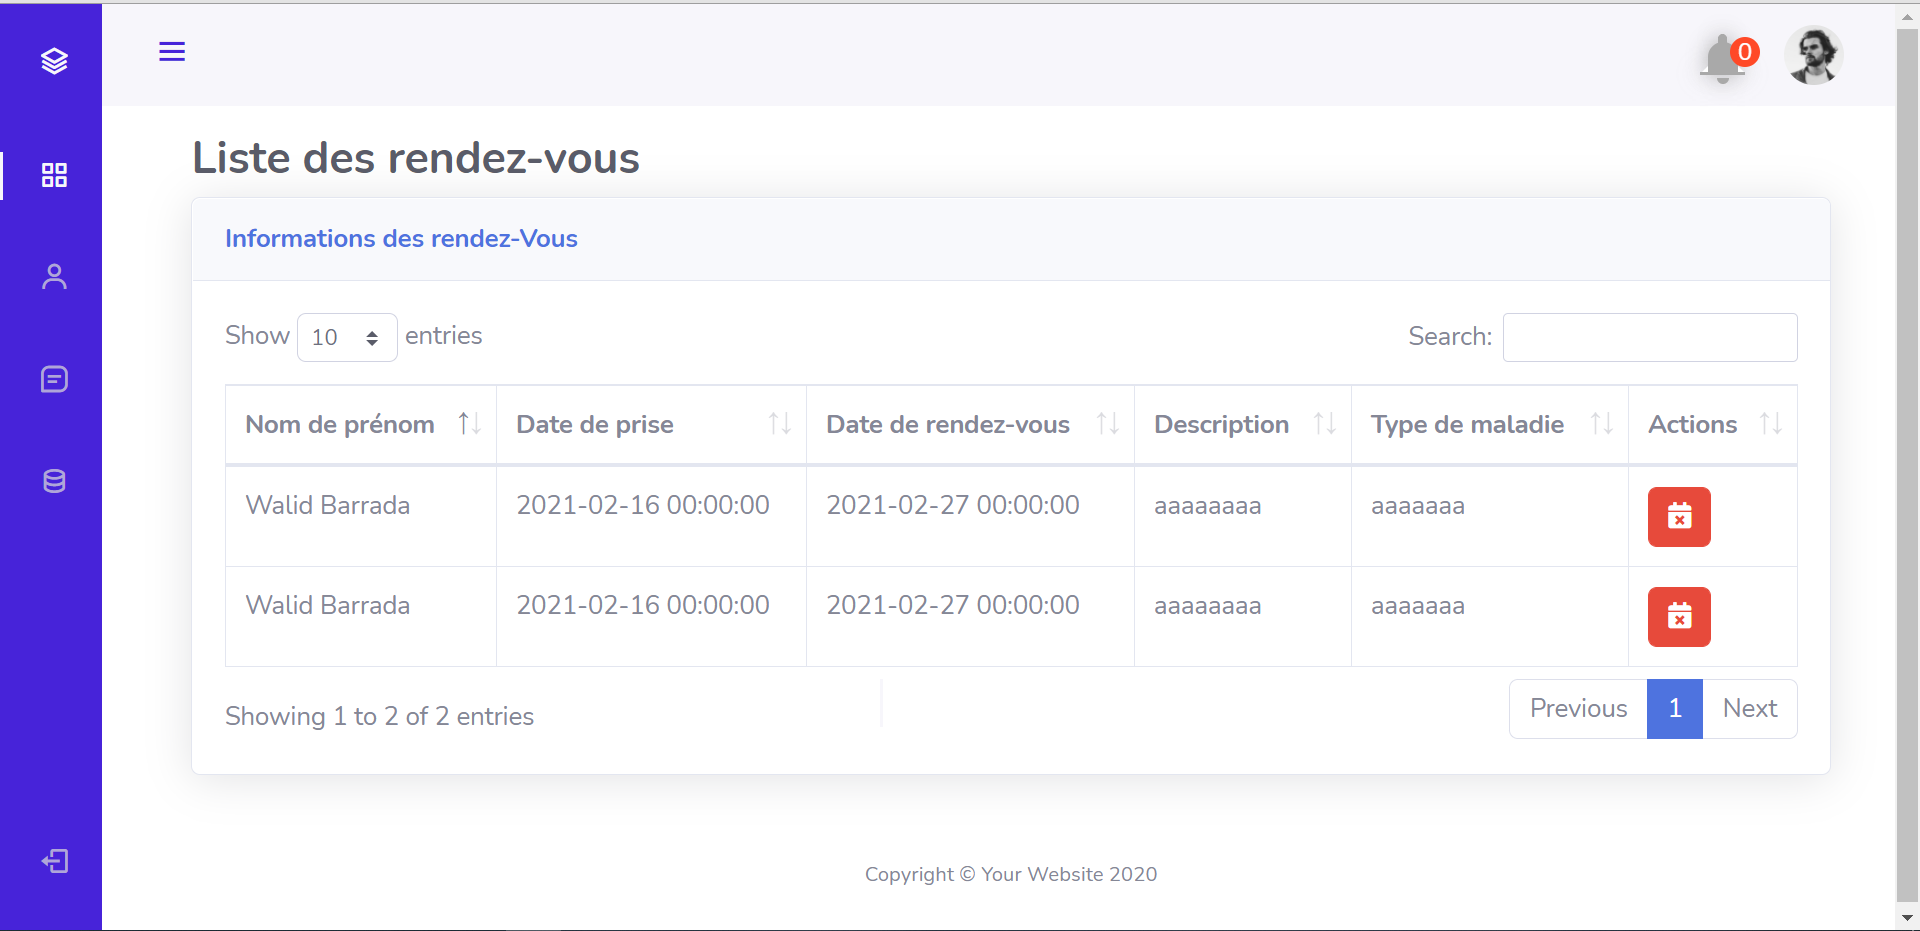 0
Liste des rendez-vous
Informations des rendez-Vous
Show 10 entries Search:
Nom de prénom Date de prise Date de rendez-vous Description Type de maladie Actions
Walid Barrada 2021-02-16 00:00:00 2021-02-27 00:00:00 aaaaaaaa aaaaaaa
Walid Barrada 2021-02-16 00:00:00 2021-02-27 00:00:00 aaaaaaaa aaaaaaa
Showing 1 to 2 of 2 entries Previous 1 Next
Copyright © Your Website 2020